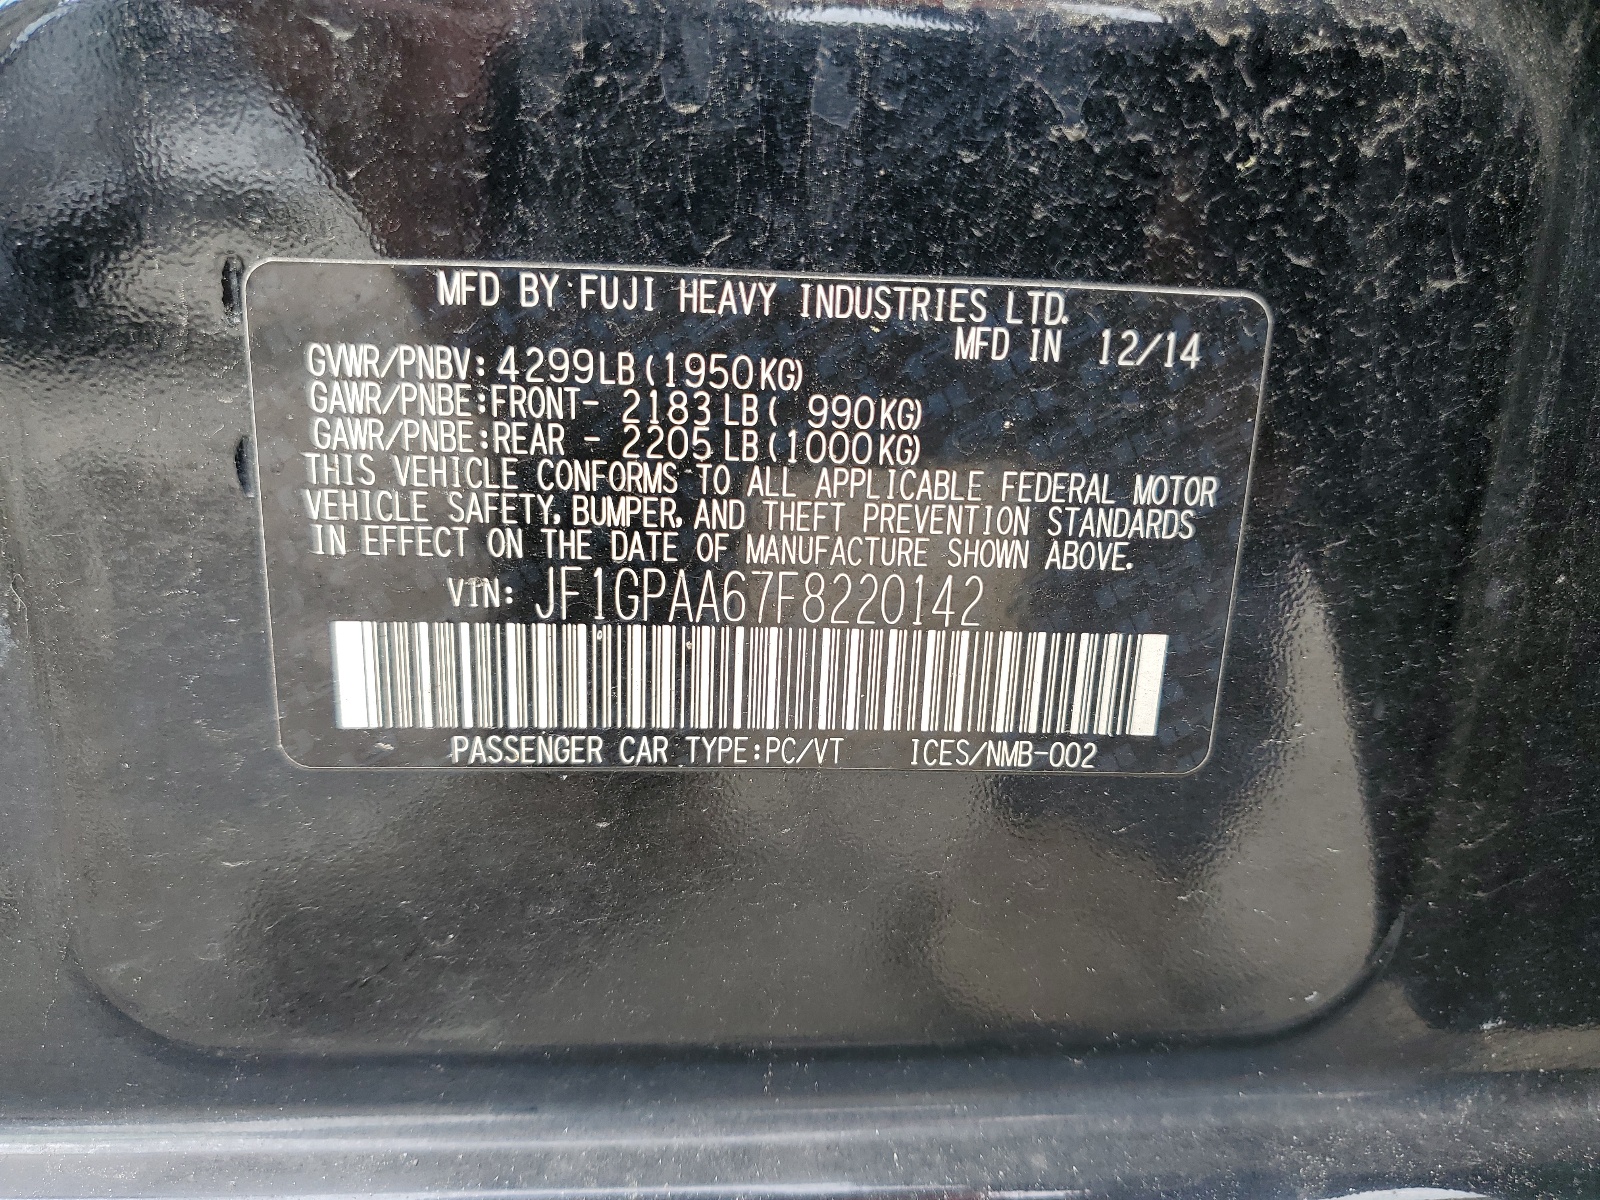 MFD BY FUJI HEAVY INDUSTRIES LTD.
MFD IN 12/14
GVWR/PNBV: 4299LB (1950KG)
GAWR/PNBE:FRONT- 2183LB ( 990KG)
GAWR/PNBE:REAR - 2205LB (1000KG)
THIS VEHICLE CONFORMS TO ALL APPLICABLE FEDERAL MOTOR
VEHICLE SAFETY, BUMPER, AND THEFT PREVENTION STANDARDS
IN EFFECT ON THE DATE OF MANUFACTURE SHOWN ABOVE.
VIN: JF1GPAA67F8220142
PASSENGER CAR TYPE:PC/VT ICES/NMB-002